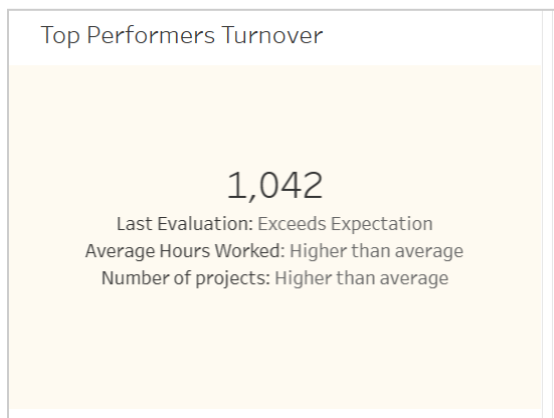 Top Performers Turnover
1,042
Last Evaluation: Exceeds Expectation
Average Hours Worked: Higher than average
Number of projects: Higher than average